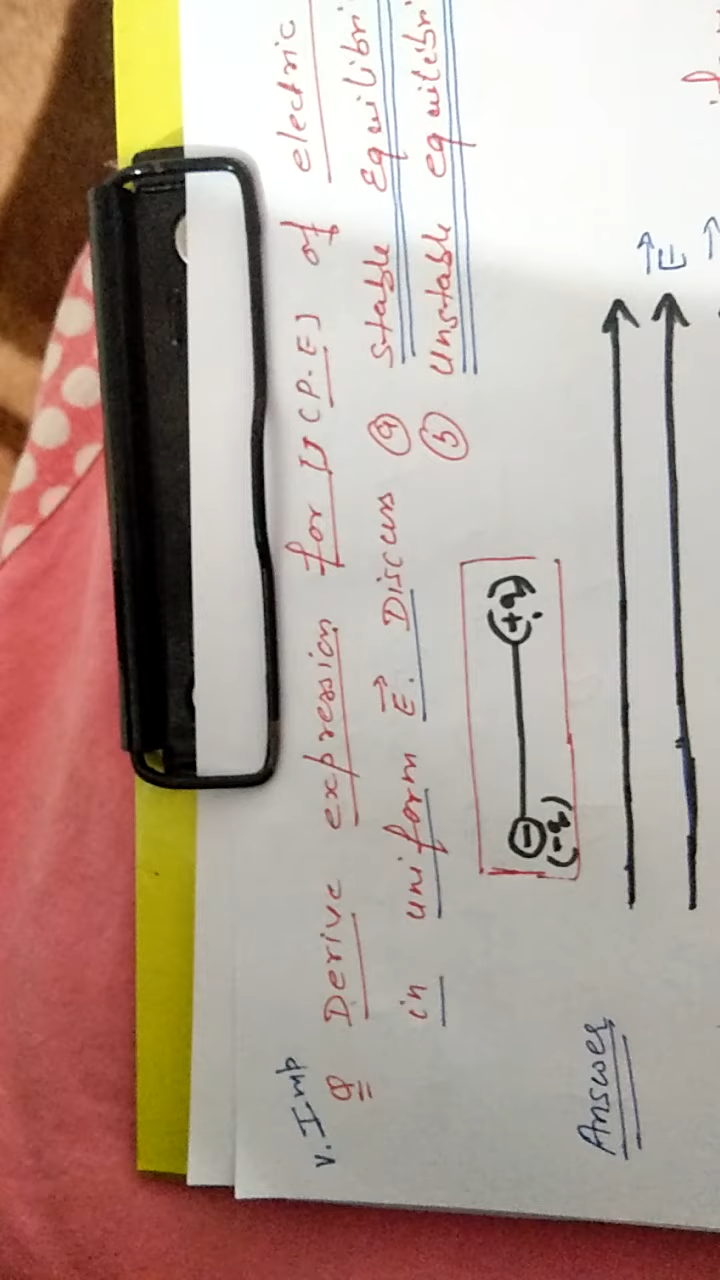 V. Imp
Q Derive expression for U (P.E) of electric
in uniform E→. Discuss (a) Stable Equilibri
(b) Unstable equilibri
(-q) (+q)
Answer
E→